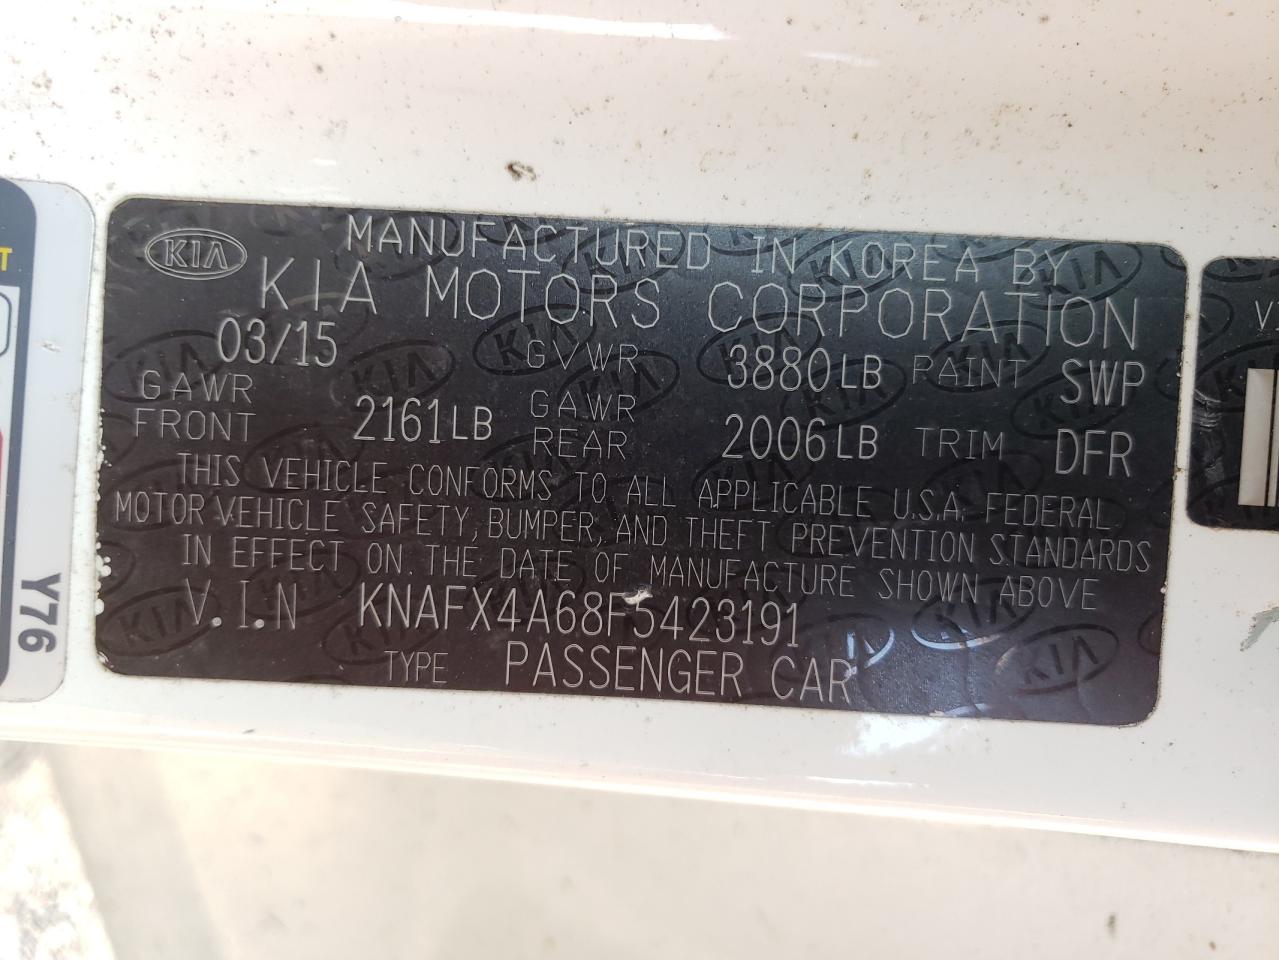 KIA
MANUFACTURED IN KOREA BY
KIA MOTORS CORPORATION
03/15 GVWR 3880LB PAINT SWP
GAWR FRONT 2161LB GAWR REAR 2006LB TRIM DFR
THIS VEHICLE CONFORMS TO ALL APPLICABLE U.S.A. FEDERAL
MOTOR VEHICLE SAFETY, BUMPER, AND THEFT PREVENTION STANDARDS
IN EFFECT ON THE DATE OF MANUFACTURE SHOWN ABOVE
V.I.N KNAFX4A68F5423191
TYPE PASSENGER CAR
Y76
T
V